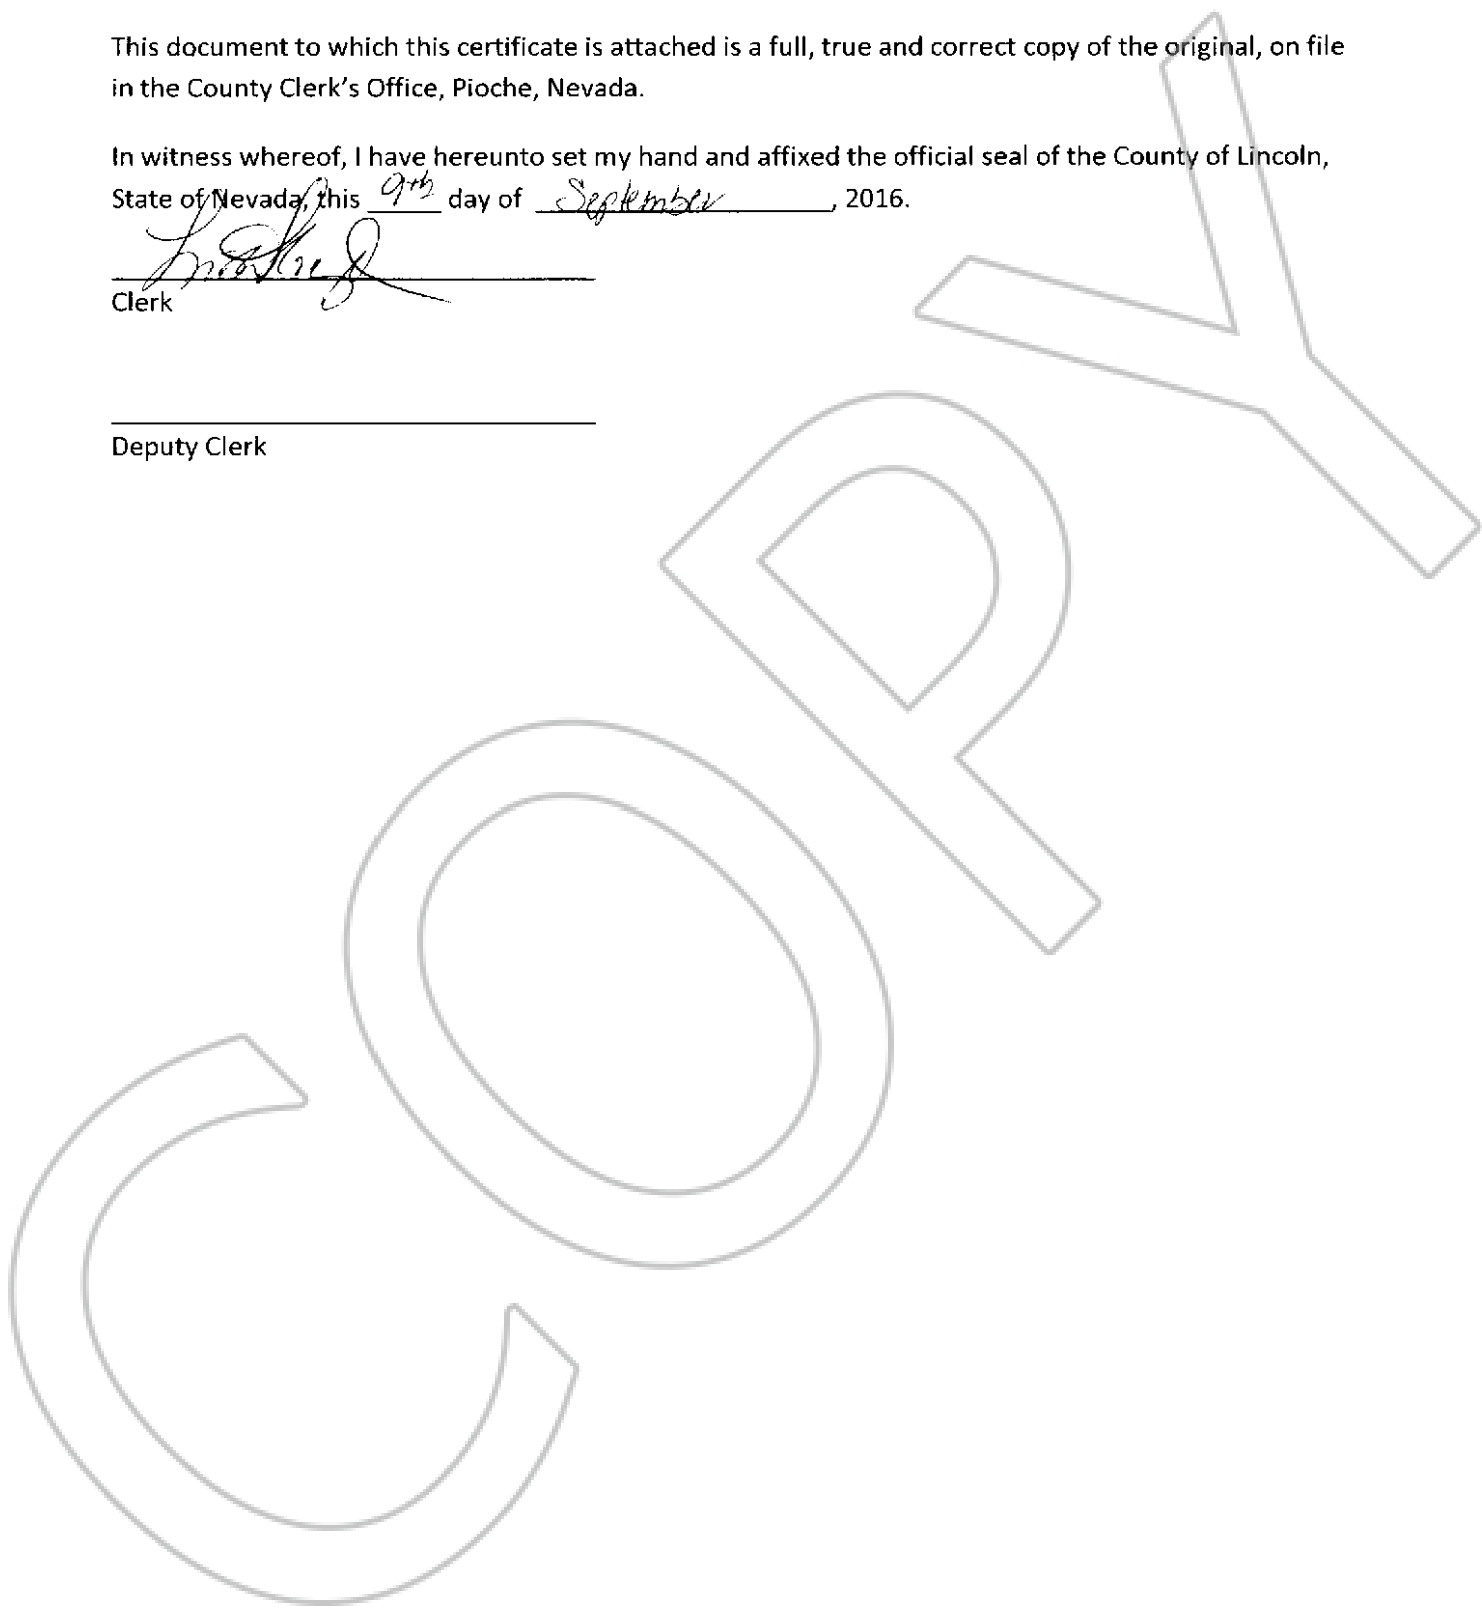 This document to which this certificate is attached is a full, true and correct copy of the original, on file
in the County Clerk's Office, Pioche, Nevada.
In witness whereof, I have hereunto set my hand and affixed the official seal of the County of Lincoln,
State of Nevada, this 9th day of September, 2016.
Clerk
Deputy Clerk
COPY